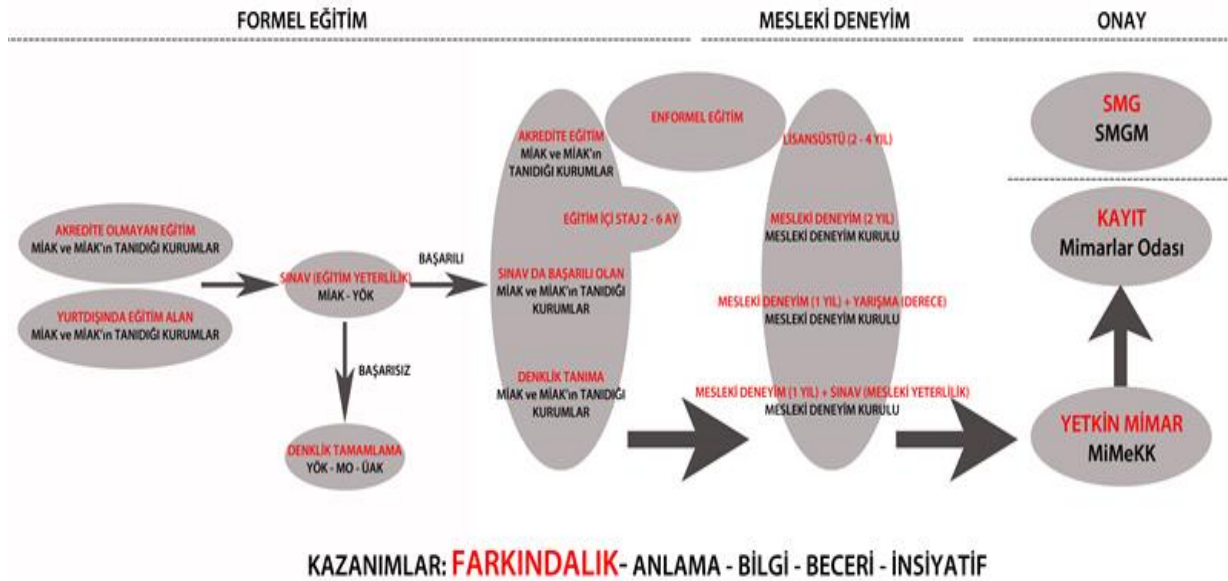 FORMEL EĞİTİM
MESLEKİ DENEYİM
ONAY
AKREDİTE OLMAYAN EĞİTİM
MİAK ve MİAK'ın TANIDIĞI KURUMLAR
YURTDIŞINDA EĞİTİM ALAN
MİAK ve MİAK'ın TANIDIĞI KURUMLAR
SINAV (EĞİTİM YETERLİLİK)
MİAK - YÖK
BAŞARILI
BAŞARISIZ
DENKLİK TAMAMLAMA
YÖK - MO - ÜAK
AKREDİTE EĞİTİM
MİAK ve MİAK'ın
TANIDIĞI KURUMLAR
ENFORMEL EĞİTİM
EĞİTİM İÇİ STAJ 2 - 6 AY
SINAV DA BAŞARILI OLAN
MİAK ve MİAK'ın TANIDIĞI
KURUMLAR
DENKLİK TANIMA
MİAK ve MİAK'ın TANIDIĞI
KURUMLAR
LİSANSÜSTÜ (2 - 4 YIL)
MESLEKİ DENEYİM (2 YIL)
MESLEKİ DENEYİM KURULU
MESLEKİ DENEYİM (1 YIL) + YARIŞMA (DERECE)
MESLEKİ DENEYİM KURULU
MESLEKİ DENEYİM (1 YIL) + SINAV (MESLEKİ YETERLİLİK)
MESLEKİ DENEYİM KURULU
SMG
SMGM
KAYIT
Mimarlar Odası
YETKİN MİMAR
MiMeKK
KAZANIMLAR: FARKINDALIK- ANLAMA - BİLGİ - BECERİ - İNSİYATİF